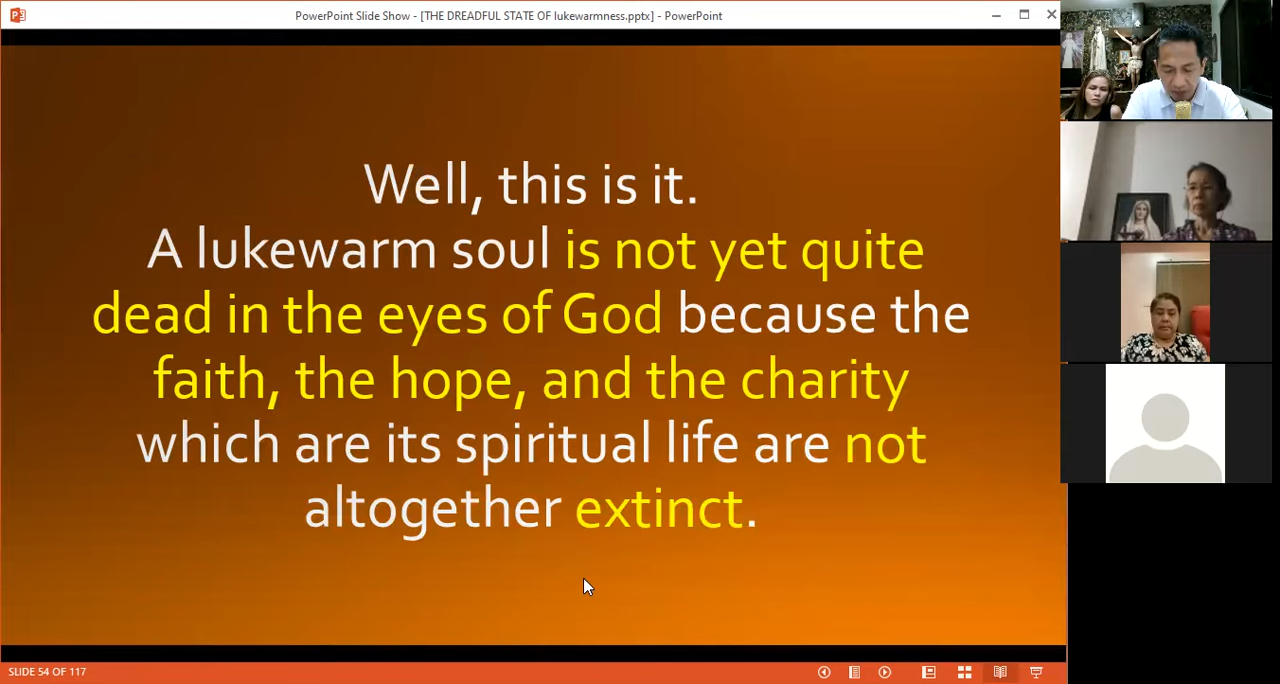 PowerPoint Slide Show - [THE DREADFUL STATE OF lukewarmness.pptx] - PowerPoint
Well, this is it.
A lukewarm soul is not yet quite
dead in the eyes of God because the
faith, the hope, and the charity
which are its spiritual life are not
altogether extinct.
SLIDE 54 OF 117